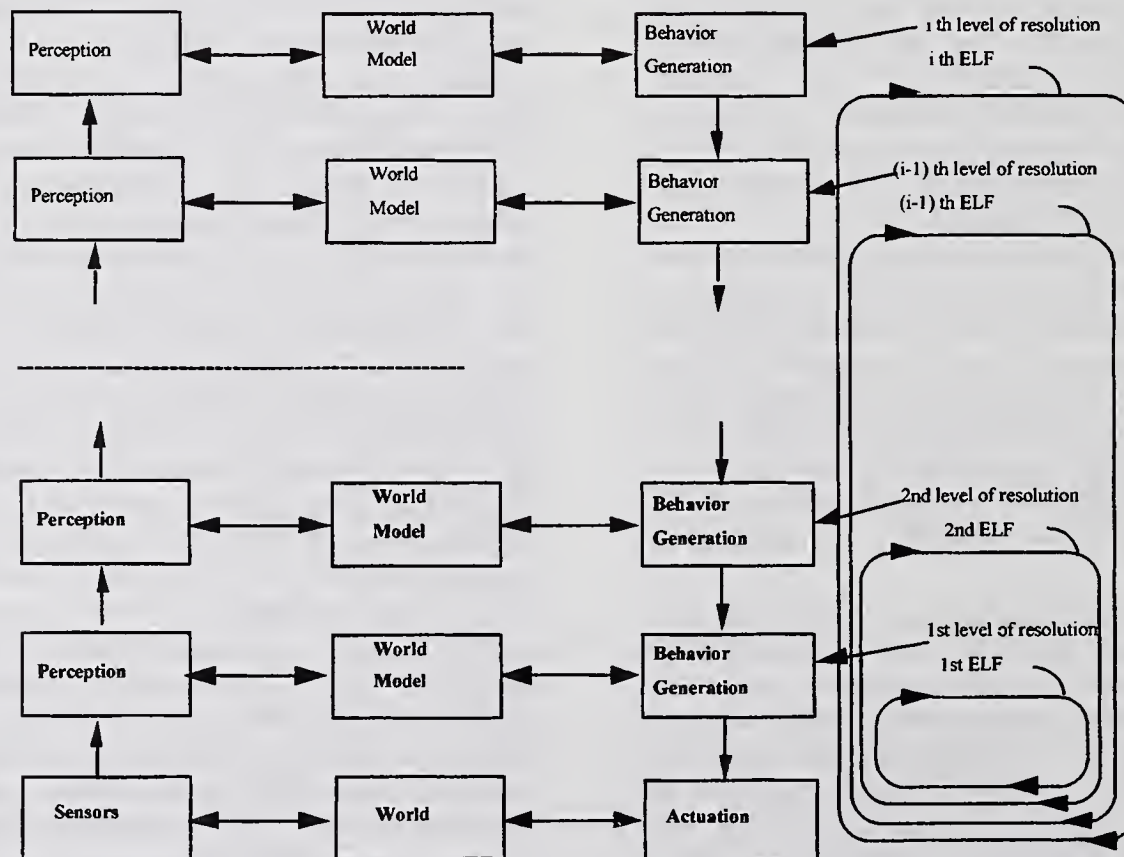 Perception
World
Model
Behavior
Generation
i th level of resolution
i th ELF
Perception
World
Model
Behavior
Generation
(i-1) th level of resolution
(i-1) th ELF
Perception
World
Model
Behavior
Generation
2nd level of resolution
2nd ELF
Perception
World
Model
Behavior
Generation
1st level of resolution
1st ELF
Sensors
World
Actuation